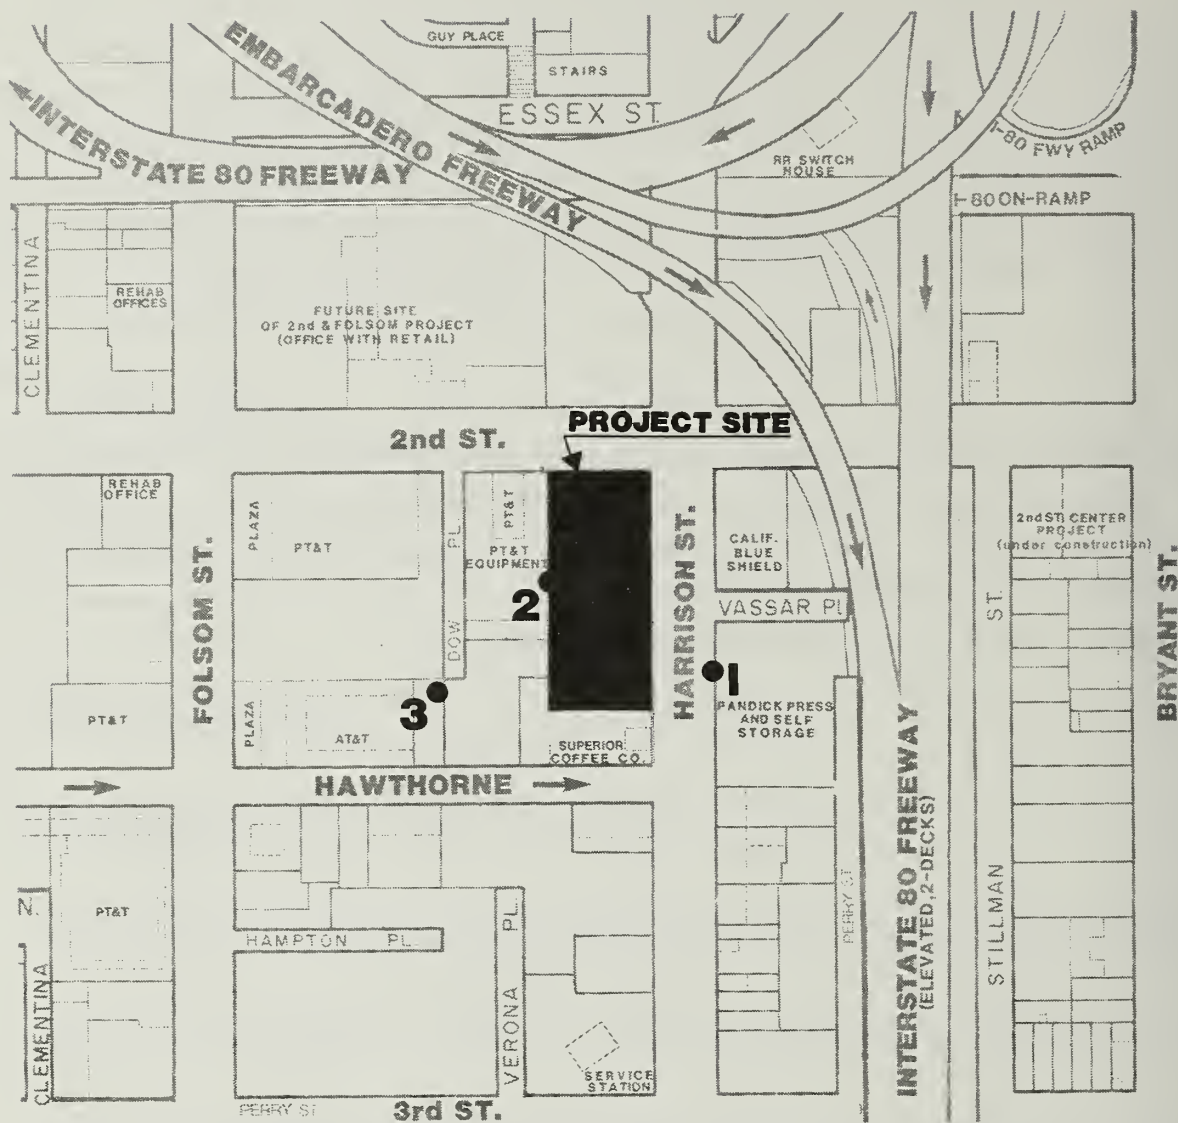 GUY PLACE
STAIRS
ESSEX ST.
EMBARCADERO FREEWAY
INTERSTATE 80 FREEWAY
RR SWITCH
HOUSE
I-80 FWY RAMP
I-80 ON-RAMP
CLEMENTINA
REHAB
OFFICES
FUTURE SITE
OF 2nd & FOLSOM PROJECT
(OFFICE WITH RETAIL)
PROJECT SITE
2nd ST.
REHAB
OFFICE
PLAZA
PT&T
DOW PL.
PT&T
PT&T
EQUIPMENT
2
CALIF.
BLUE
SHIELD
VASSAR PL
2nd ST. CENTER
PROJECT
(under construction)
FOLSOM ST.
HARRISON ST.
BRYANT ST.
1
3
PT&T
PLAZA
AT&T
SUPERIOR
COFFEE CO.
PANDICK PRESS
AND SELF
STORAGE
HAWTHORNE
PT&T
N.
CLEMENTINA
HAMPTON PL.
VERONA PL.
SERVICE
STATION
PERRY ST.
INTERSTATE 80 FREEWAY
(ELEVATED, 2-DECKS)
STILLMAN ST.
PERRY ST.
3rd ST.